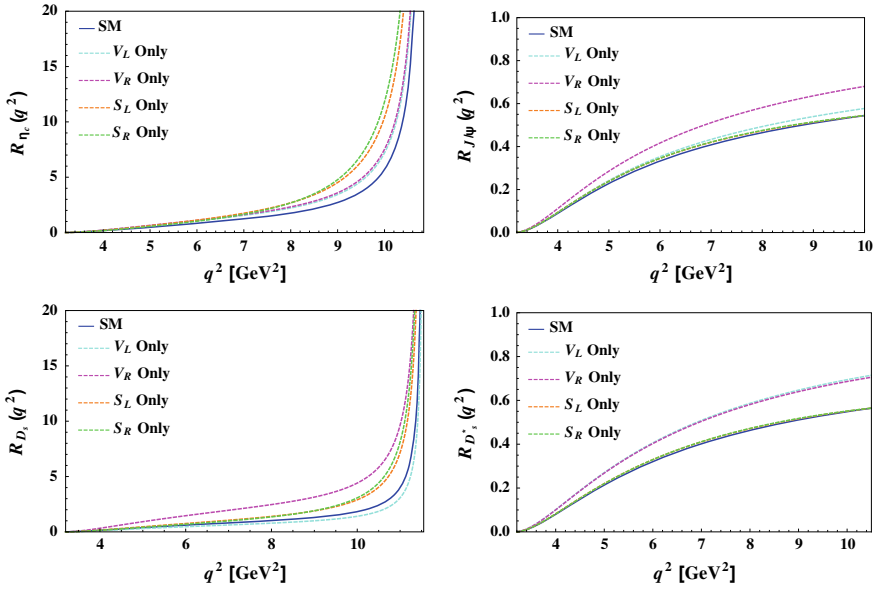 20
15
10
5
0
R_{η_c}(q^2)
SM
V_L Only
V_R Only
S_L Only
S_R Only
4 5 6 7 8 9 10
q^2 [GeV^2]
1.0
0.8
0.6
0.4
0.2
0.0
R_{J/ψ}(q^2)
SM
V_L Only
V_R Only
S_L Only
S_R Only
4 5 6 7 8 9 10
q^2 [GeV^2]
20
15
10
5
0
R_{D_s}(q^2)
SM
V_L Only
V_R Only
S_L Only
S_R Only
4 6 8 10
q^2 [GeV^2]
1.0
0.8
0.6
0.4
0.2
0.0
R_{D_s^*}(q^2)
SM
V_L Only
V_R Only
S_L Only
S_R Only
4 5 6 7 8 9 10
q^2 [GeV^2]